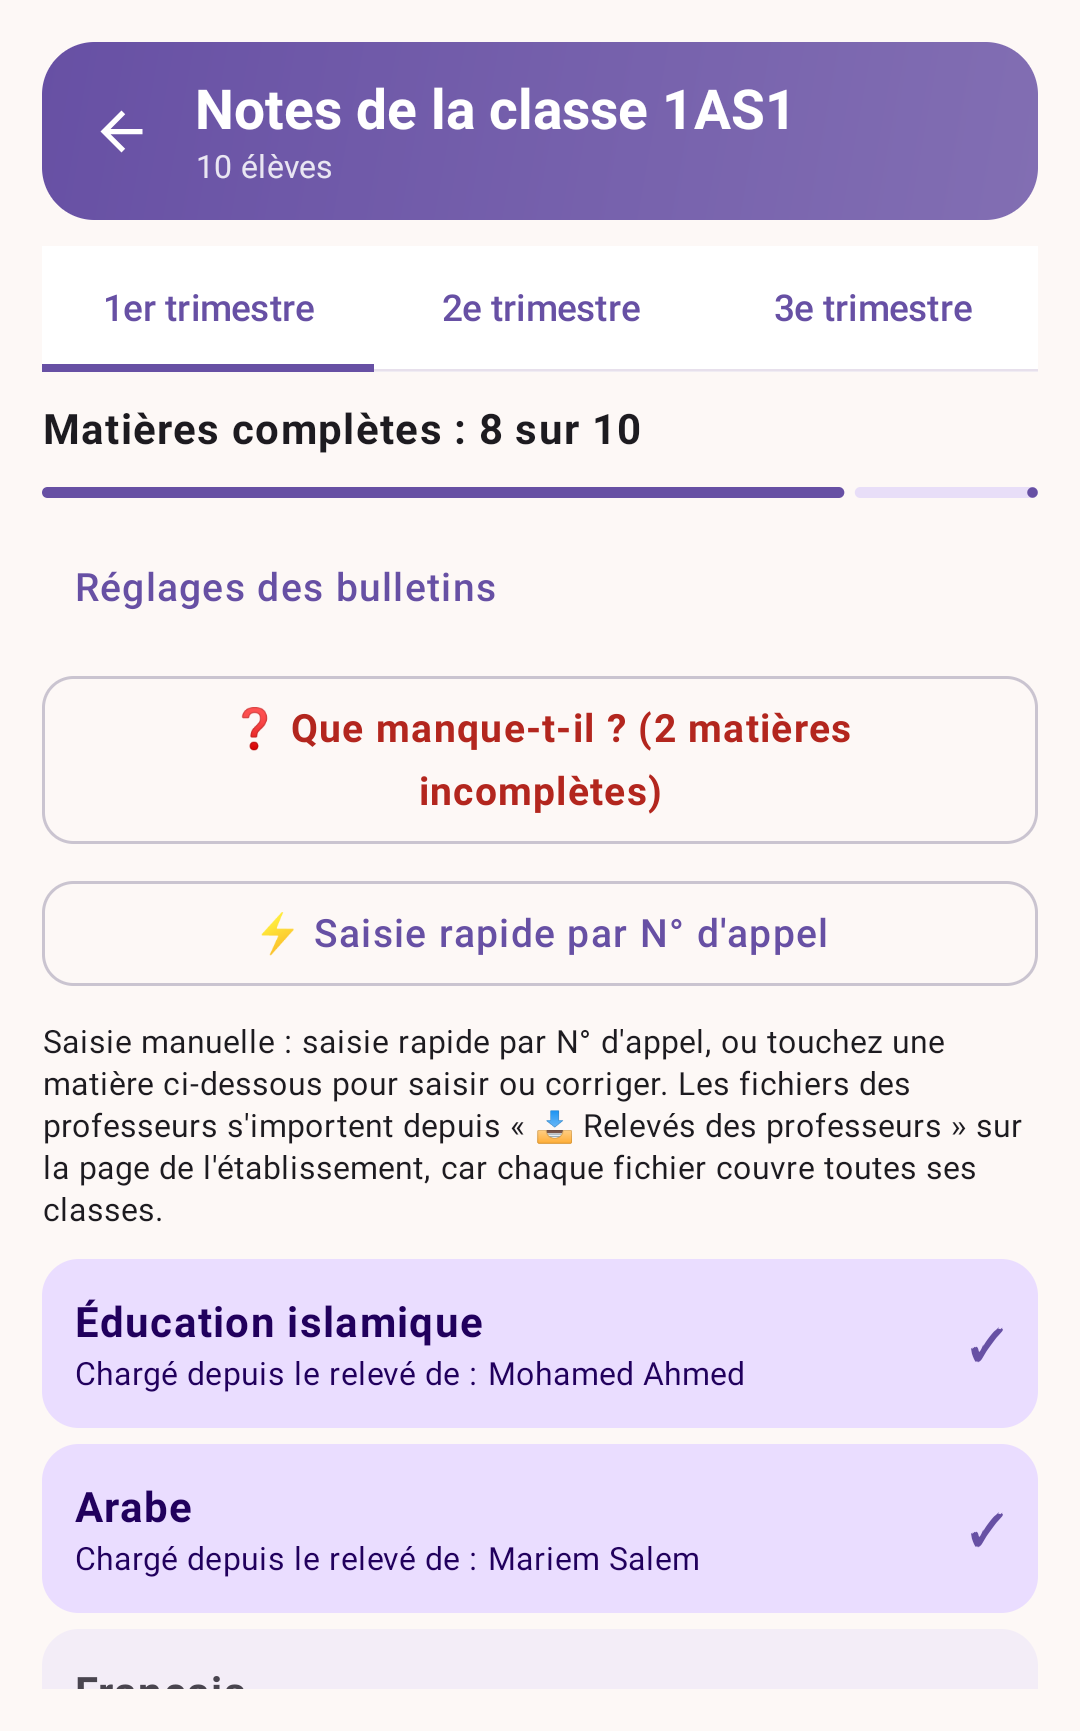 Notes de la classe 1AS1
10 élèves
1er trimestre
2e trimestre
3e trimestre
Matières complètes : 8 sur 10
Réglages des bulletins
❓ Que manque-t-il ? (2 matières
incomplètes)
⚡ Saisie rapide par N° d'appel
Saisie manuelle : saisie rapide par N° d'appel, ou touchez une
matière ci-dessous pour saisir ou corriger. Les fichiers des
professeurs s'importent depuis « 📥 Relevés des professeurs » sur
la page de l'établissement, car chaque fichier couvre toutes ses
classes.
Éducation islamique
Chargé depuis le relevé de : Mohamed Ahmed
✓
Arabe
Chargé depuis le relevé de : Mariem Salem
✓